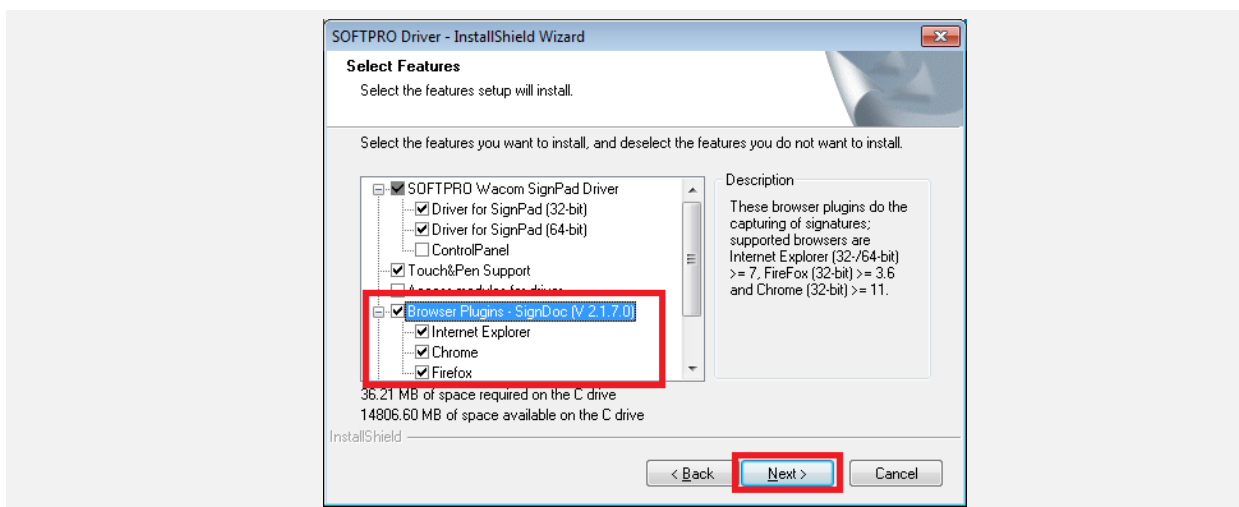 SOFTPRO Driver - InstallShield Wizard
Select Features
Select the features setup will install.
Select the features you want to install, and deselect the features you do not want to install.
SOFTPRO Wacom SignPad Driver
Driver for SignPad (32-bit)
Driver for SignPad (64-bit)
ControlPanel
Touch&Pen Support
Browser Plugins - SignDoc (V 2.1.7.0)
Internet Explorer
Chrome
Firefox
Description
These browser plugins do the
capturing of signatures;
supported browsers are
Internet Explorer (32-/64-bit)
>= 7, FireFox (32-bit) >= 3.6
and Chrome (32-bit) >= 11.
36.21 MB of space required on the C drive
14806.60 MB of space available on the C drive
InstallShield
< Back
Next >
Cancel